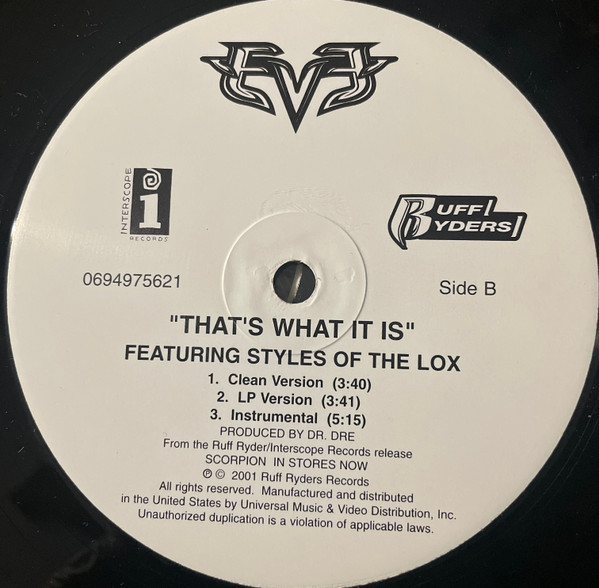 EVE
INTERSCOPE
i
RECORDS
RUFF
RYDERS
0694975621
Side B
"THAT'S WHAT IT IS"
FEATURING STYLES OF THE LOX
1. Clean Version (3:40)
2. LP Version (3:41)
3. Instrumental (5:15)
PRODUCED BY DR. DRE
From the Ruff Ryder/Interscope Records release
SCORPION IN STORES NOW
℗ © 2001 Ruff Ryders Records
All rights reserved. Manufactured and distributed
in the United States by Universal Music & Video Distribution, Inc.
Unauthorized duplication is a violation of applicable laws.